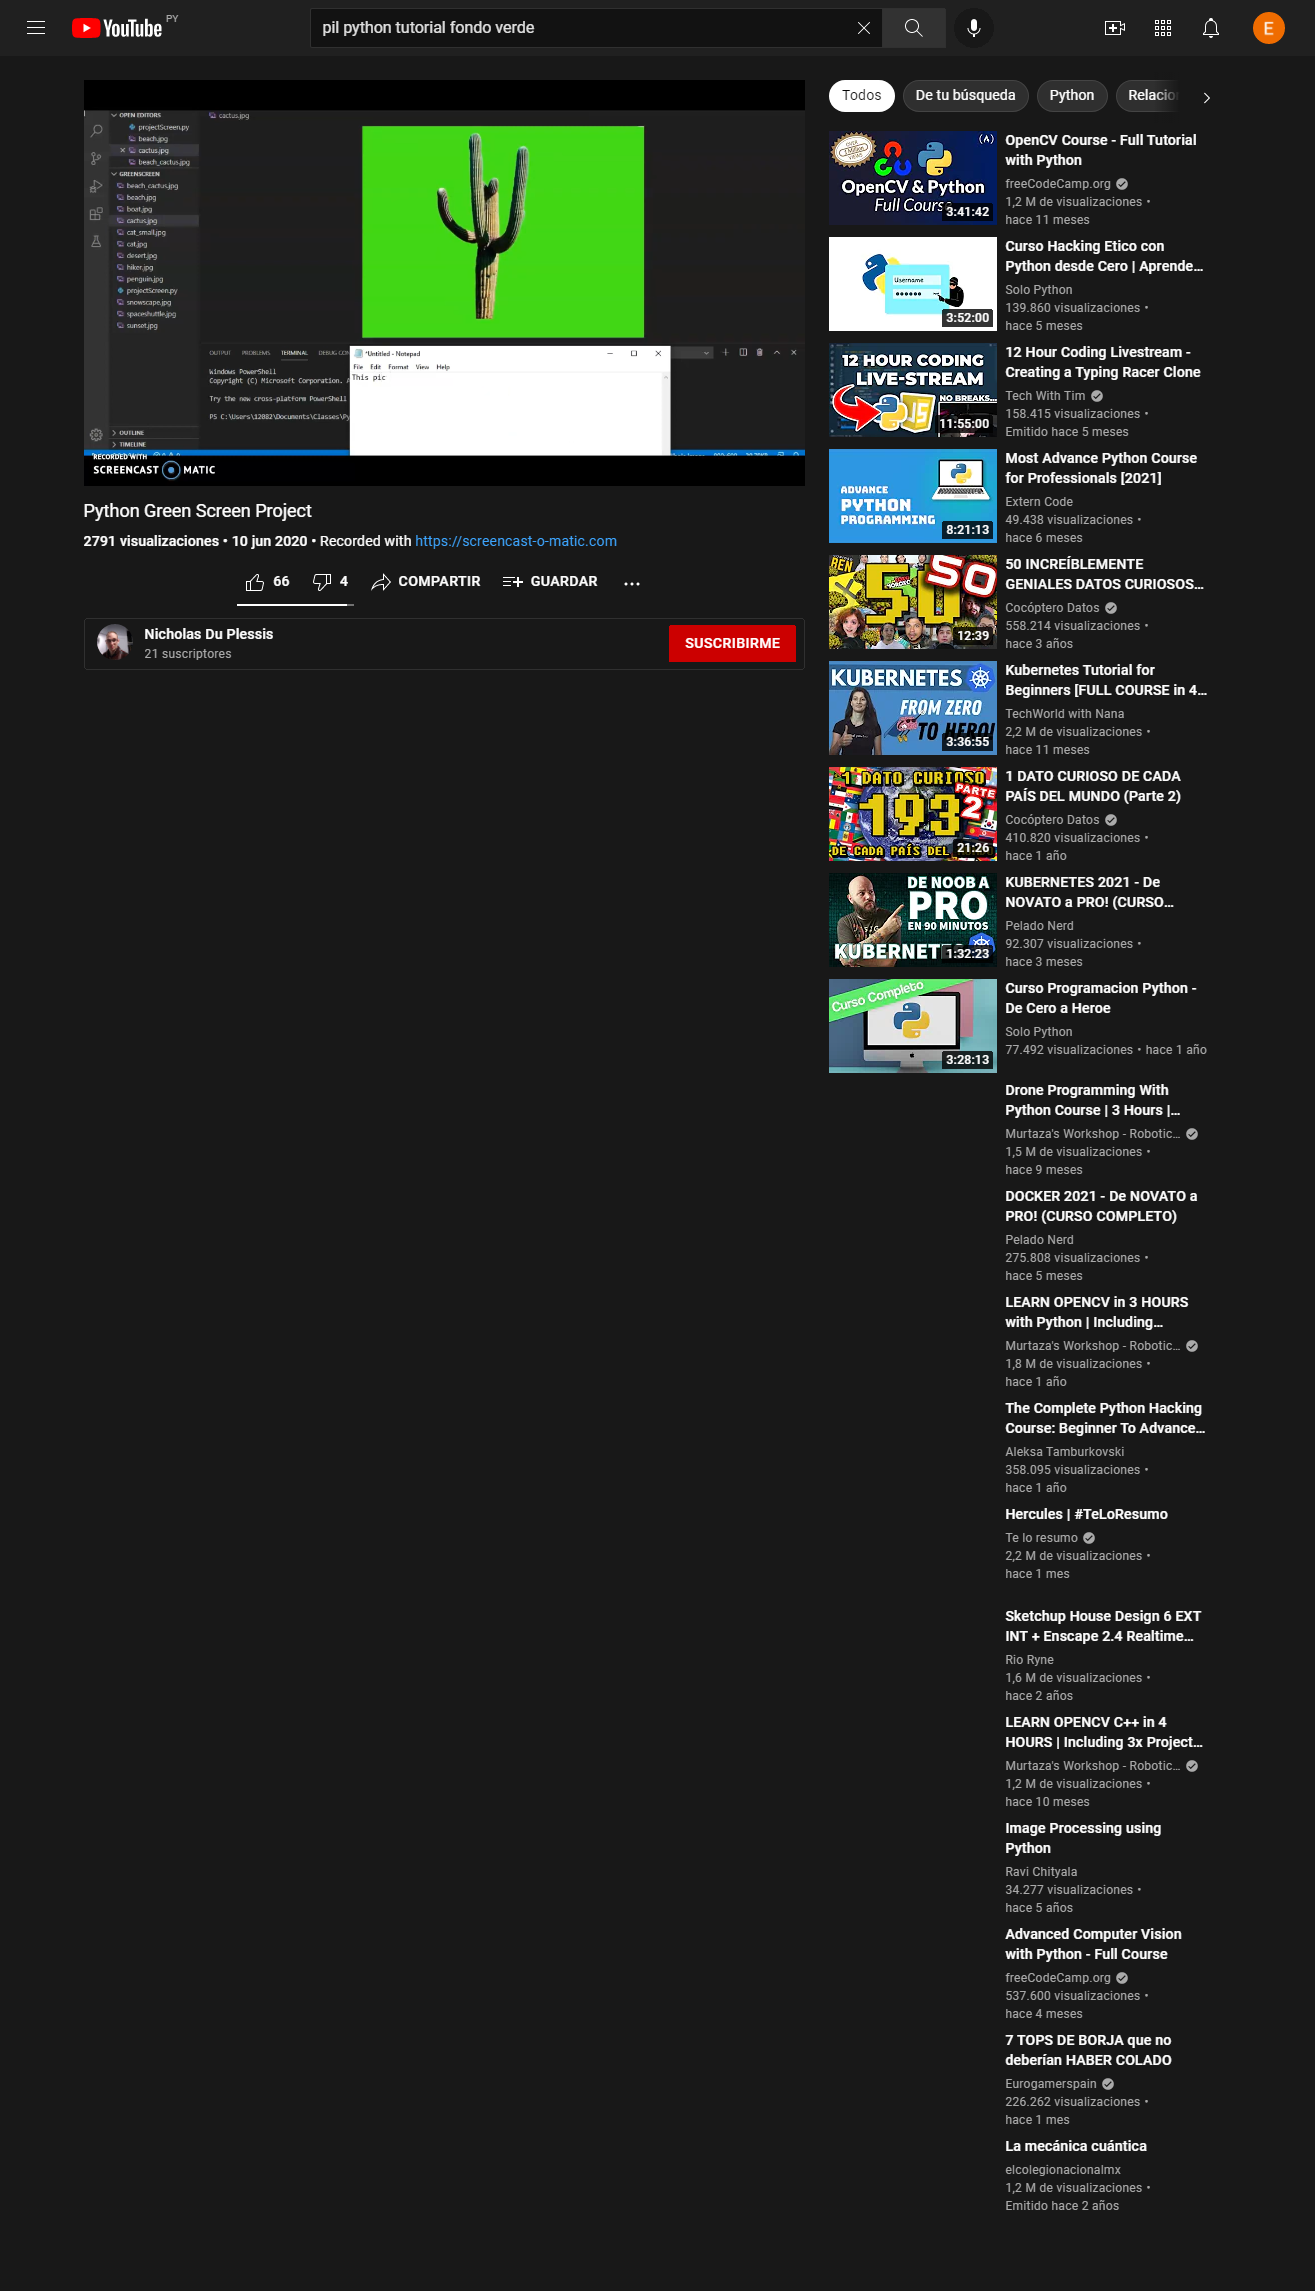 YouTube PY
pil python tutorial fondo verde
E
OPEN EDITORS
projectScreen.py
beach.jpg
cactus.jpg
beach_cactus.jpg
GREENSCREEN
beach_cactus.jpg
beach.jpg
boat.jpg
cactus.jpg
cat_small.jpg
cat.jpg
desert.jpg
hiker.jpg
penguin.jpg
projectScreen.py
snowscape.jpg
spaceshuttle.jpg
sunset.jpg
OUTLINE
TIMELINE
cactus.jpg
OUTPUT PROBLEMS TERMINAL DEBUG CON
Windows PowerShell
Copyright (C) Microsoft Corporation.
Try the new cross-platform PowerShell
PS C:\Users\12082\Documents\Classes\Py
*Untitled - Notepad
File Edit Format View Help
This pic
RECORDED WITH
SCREENCAST MATIC
Python Green Screen Project
2791 visualizaciones • 10 jun 2020 • Recorded with https://screencast-o-matic.com
66 4 COMPARTIR GUARDAR
Nicholas Du Plessis
21 suscriptores
SUSCRIBIRME
Todos De tu búsqueda Python Relacio
OpenCV & Python
Full Course
3:41:42
OpenCV Course - Full Tutorial
with Python
freeCodeCamp.org
1,2 M de visualizaciones •
hace 11 meses
Username
3:52:00
Curso Hacking Etico con
Python desde Cero | Aprende...
Solo Python
139.860 visualizaciones •
hace 5 meses
12 HOUR CODING
LIVE-STREAM
NO BREAKS...
JS
11:55:00
12 Hour Coding Livestream -
Creating a Typing Racer Clone
Tech With Tim
158.415 visualizaciones •
Emitido hace 5 meses
ADVANCE
PYTHON
PROGRAMMING
8:21:13
Most Advance Python Course
for Professionals [2021]
Extern Code
49.438 visualizaciones •
hace 6 meses
50 50
12:39
50 INCREÍBLEMENTE
GENIALES DATOS CURIOSOS...
Cocóptero Datos
558.214 visualizaciones •
hace 3 años
KUBERNETES
FROM ZERO
TO HERO!
3:36:55
Kubernetes Tutorial for
Beginners [FULL COURSE in 4...
TechWorld with Nana
2,2 M de visualizaciones •
hace 11 meses
1 DATO CURIOSO
PARTE
193 2
DE CADA PAÍS DEL
21:26
1 DATO CURIOSO DE CADA
PAÍS DEL MUNDO (Parte 2)
Cocóptero Datos
410.820 visualizaciones •
hace 1 año
DE NOOB A
PRO
EN 90 MINUTOS
KUBERNET
1:32:23
KUBERNETES 2021 - De
NOVATO a PRO! (CURSO...
Pelado Nerd
92.307 visualizaciones •
hace 3 meses
Curso Completo
3:28:13
Curso Programacion Python -
De Cero a Heroe
Solo Python
77.492 visualizaciones • hace 1 año
Drone Programming With
Python Course | 3 Hours |...
Murtaza's Workshop - Robotic...
1,5 M de visualizaciones •
hace 9 meses
DOCKER 2021 - De NOVATO a
PRO! (CURSO COMPLETO)
Pelado Nerd
275.808 visualizaciones •
hace 5 meses
LEARN OPENCV in 3 HOURS
with Python | Including...
Murtaza's Workshop - Robotic...
1,8 M de visualizaciones •
hace 1 año
The Complete Python Hacking
Course: Beginner To Advance...
Aleksa Tamburkovski
358.095 visualizaciones •
hace 1 año
Hercules | #TeLoResumo
Te lo resumo
2,2 M de visualizaciones •
hace 1 mes
Sketchup House Design 6 EXT
INT + Enscape 2.4 Realtime...
Rio Ryne
1,6 M de visualizaciones •
hace 2 años
LEARN OPENCV C++ in 4
HOURS | Including 3x Project...
Murtaza's Workshop - Robotic...
1,2 M de visualizaciones •
hace 10 meses
Image Processing using
Python
Ravi Chityala
34.277 visualizaciones •
hace 5 años
Advanced Computer Vision
with Python - Full Course
freeCodeCamp.org
537.600 visualizaciones •
hace 4 meses
7 TOPS DE BORJA que no
deberían HABER COLADO
Eurogamerspain
226.262 visualizaciones •
hace 1 mes
La mecánica cuántica
elcolegionacionalmx
1,2 M de visualizaciones •
Emitido hace 2 años